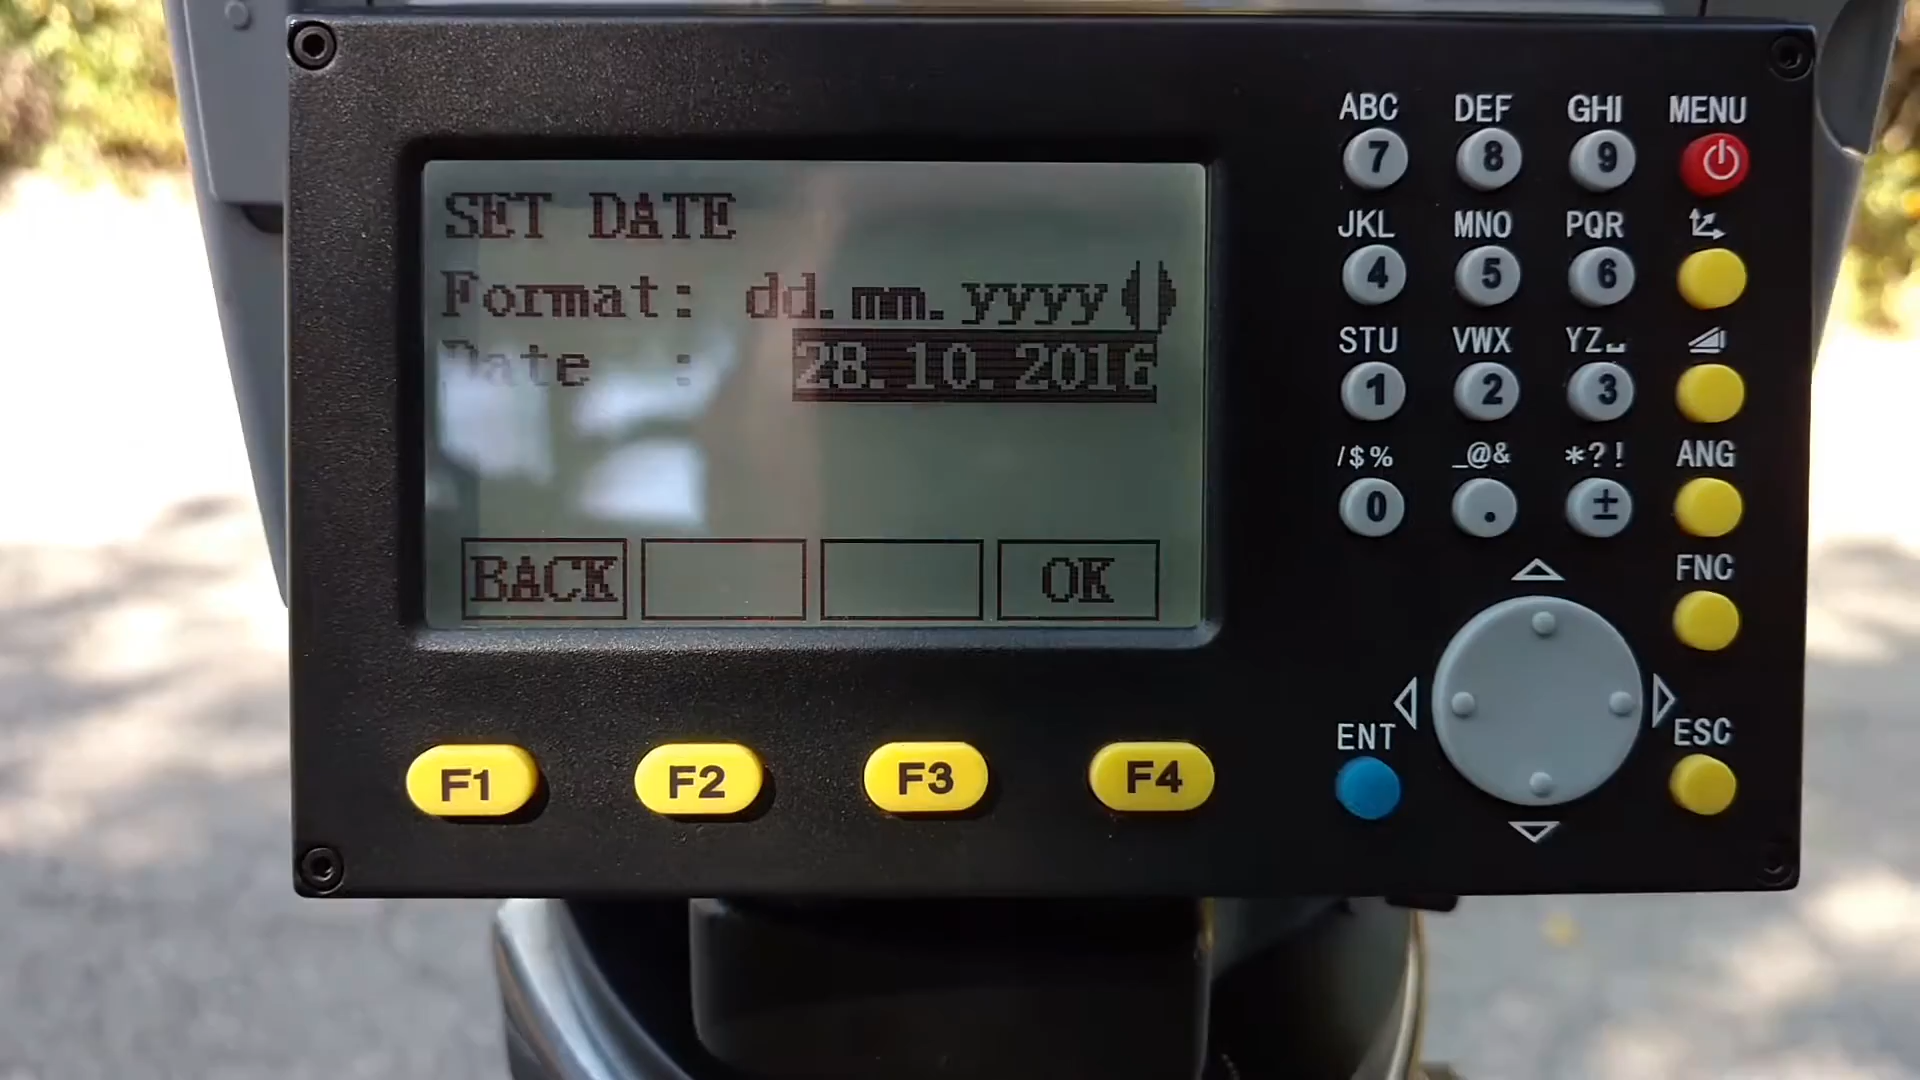 SET DATE
Format: dd.mm.yyyy
Date : 28.10.2016
BACK OK
F1 F2 F3 F4
ABC DEF GHI MENU
7 8 9
JKL MNO PQR
4 5 6
STU VWX YZ␣
1 2 3
/$% _@& *?! ANG
0 . ±
FNC
ENT ESC